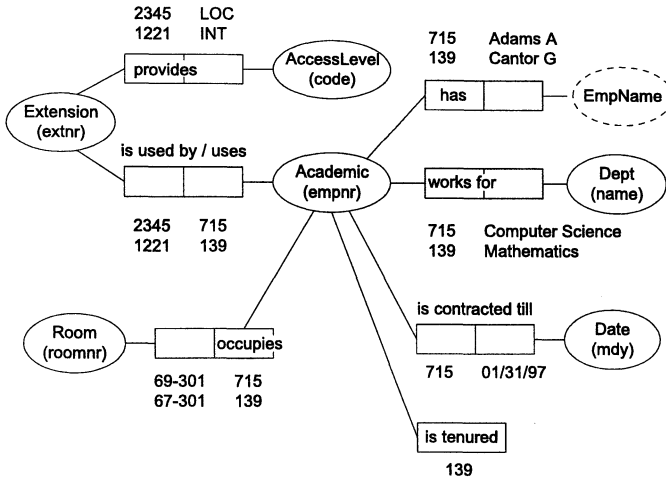 2345 LOC
1221 INT
provides
AccessLevel
(code)
715 Adams A
139 Cantor G
has
EmpName
Extension
(extnr)
is used by / uses
Academic
(empnr)
works for
Dept
(name)
2345 715
1221 139
715 Computer Science
139 Mathematics
is contracted till
Room
(roomnr)
occupies
Date
(mdy)
69-301 715
67-301 139
715 01/31/97
is tenured
139